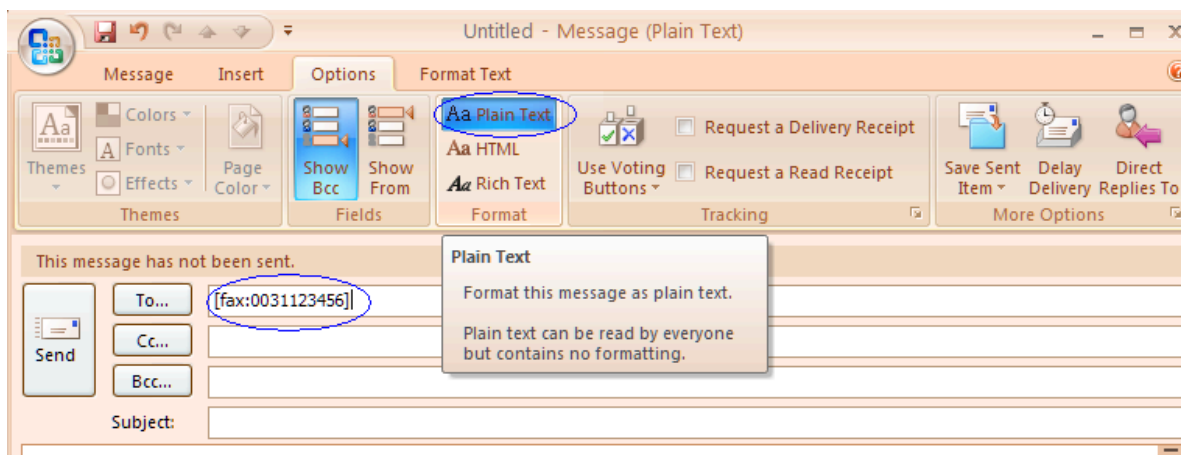 Untitled - Message (Plain Text)
Message Insert Options Format Text
Aa
Themes
Colors
A Fonts
Effects
Page
Color
Themes
Show
Bcc
Show
From
Fields
Aa Plain Text
Aa HTML
Aa Rich Text
Format
Use Voting
Buttons
Request a Delivery Receipt
Request a Read Receipt
Tracking
Save Sent
Item
Delay
Delivery
Direct
Replies To
More Options
This message has not been sent.
Plain Text
Format this message as plain text.
Plain text can be read by everyone
but contains no formatting.
Send
To... [fax:0031123456]
Cc...
Bcc...
Subject: